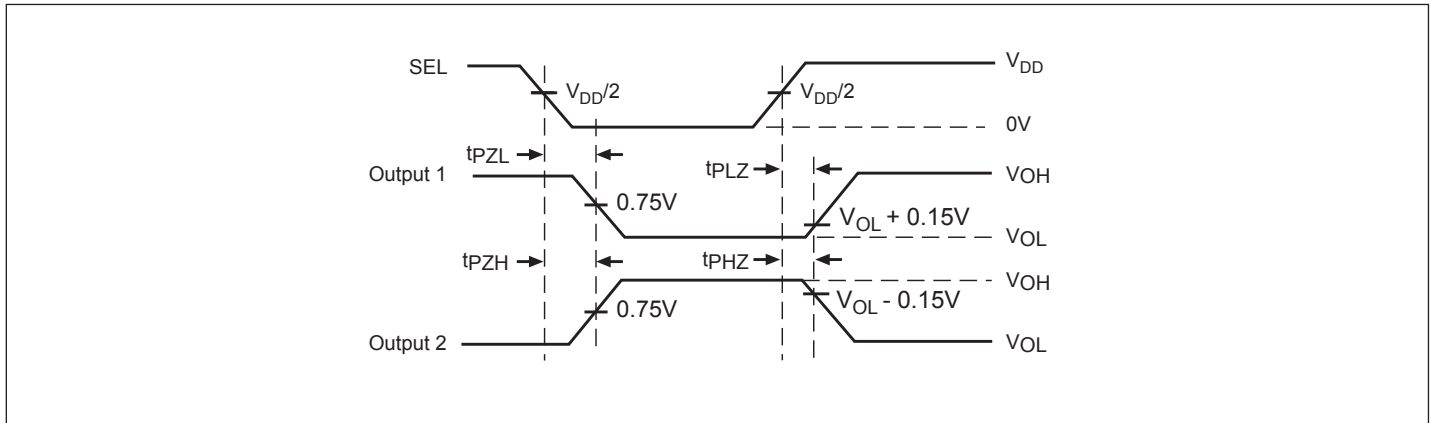 SEL
VDD/2
VDD/2
VDD
0V
tPZL
tPLZ
Output 1
0.75V
VOH
VOL + 0.15V
VOL
tPZH
tPHZ
VOH
VOL - 0.15V
0.75V
Output 2
VOL